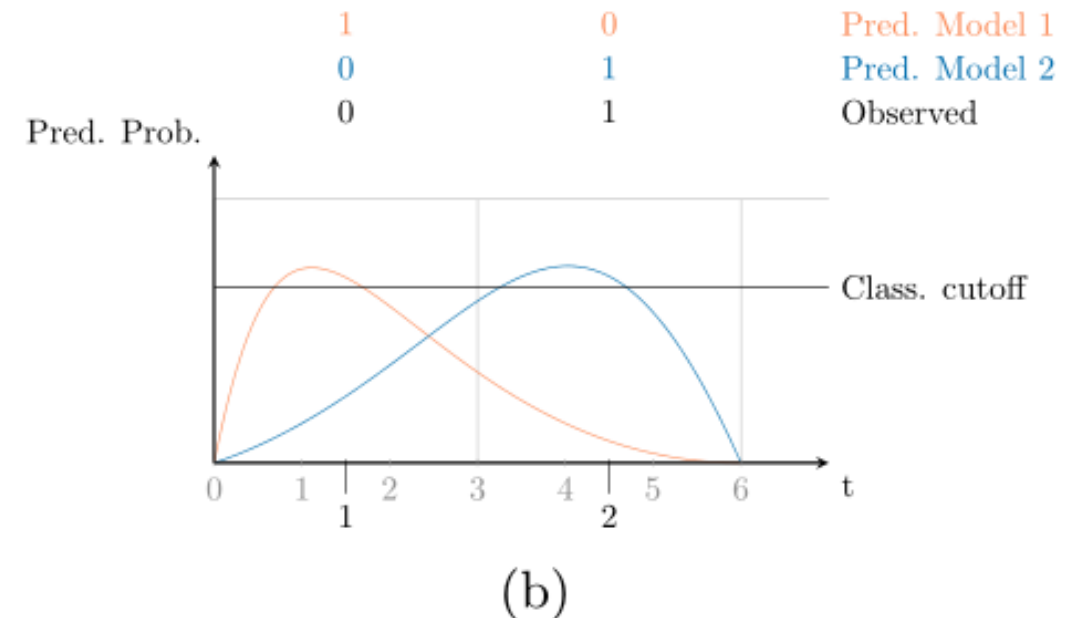 1 0 Pred. Model 1
0 1 Pred. Model 2
0 1 Observed
Pred. Prob.
Class. cutoff
0 1 2 3 4 5 6 t
1 2
(b)